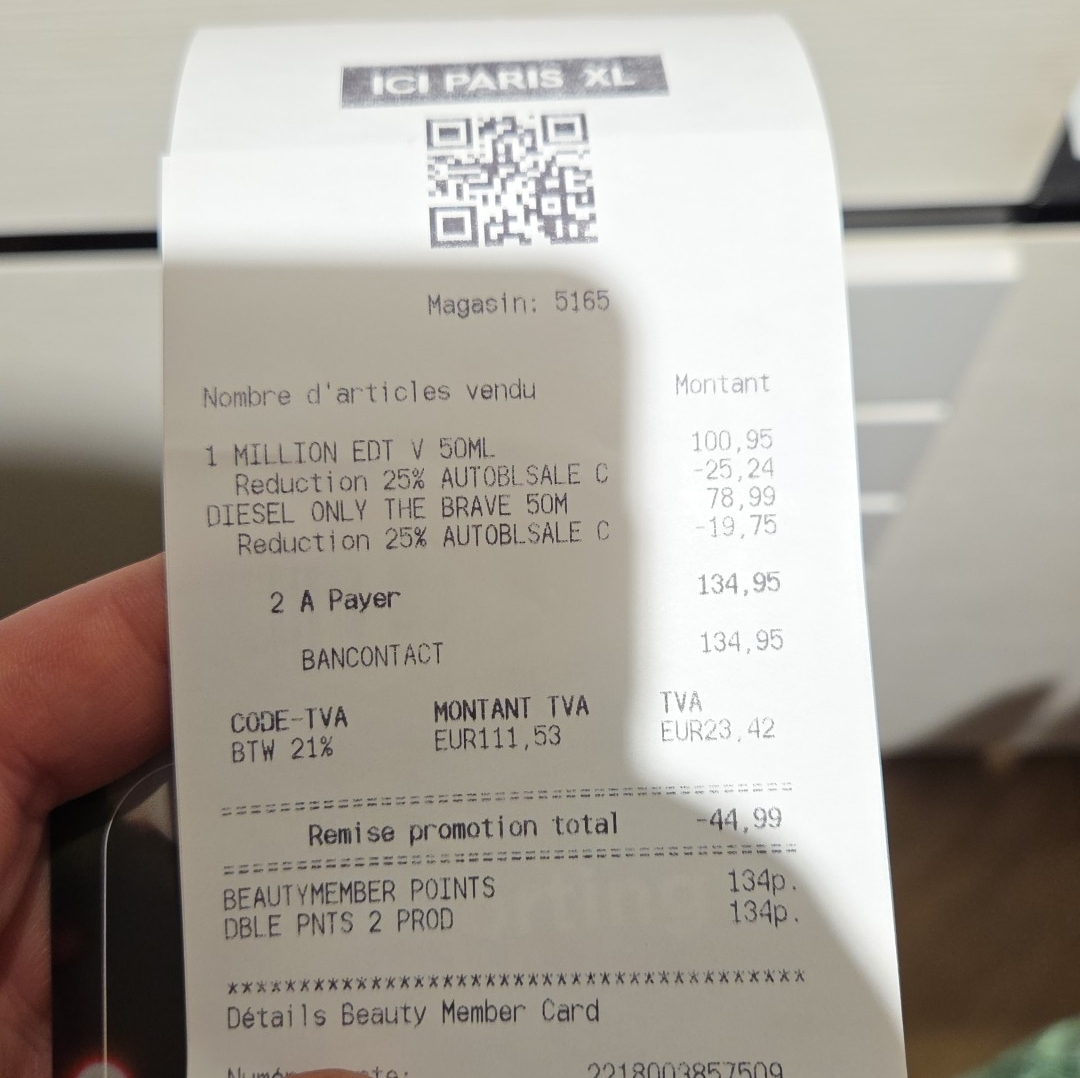 ICI PARIS XL
Magasin: 5165
Nombre d'articles vendu Montant
1 MILLION EDT V 50ML 100,95
Reduction 25% AUTOBLSALE C -25,24
DIESEL ONLY THE BRAVE 50M 78,99
Reduction 25% AUTOBLSALE C -19,75
2 A Payer 134,95
BANCONTACT 134,95
CODE-TVA MONTANT TVA TVA
BTW 21% EUR111,53 EUR23,42
Remise promotion total -44,99
BEAUTYMEMBER POINTS 134p.
DBLE PNTS 2 PROD 134p.
Détails Beauty Member Card
2218003857509